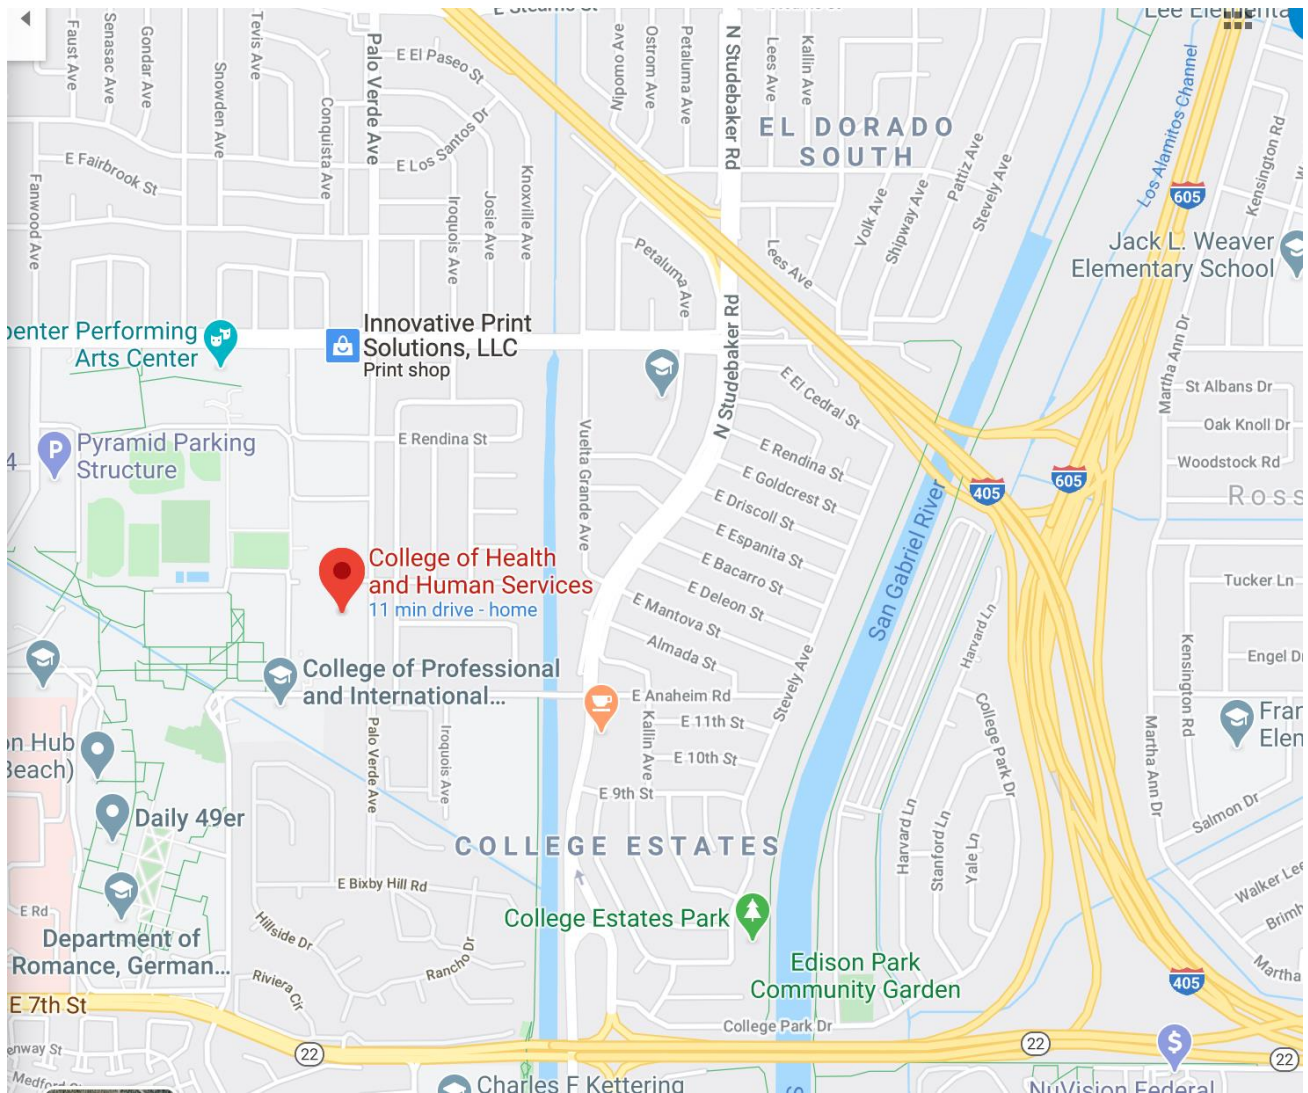 E Stearns St
Lee Elementa
Faust Ave
Senasac Ave
Gondar Ave
Tevis Ave
Snowden Ave
Conquista Ave
Palo Verde Ave
E El Paseo St
E Los Santos Dr
Nipomo Ave
Ostrom Ave
Petaluma Ave
N Studebaker Rd
Lees Ave
Kallin Ave
EL DORADO
SOUTH
Los Alamitos Channel
605
Kensington Rd
E Fairbrook St
Fanwood Ave
Iroquois Ave
Josie Ave
Knoxville Ave
Petaluma Ave
Lees Ave
Volk Ave
Shipway Ave
Pattiz Ave
Stevely Ave
Jack L. Weaver
Elementary School
penter Performing
Arts Center
Innovative Print
Solutions, LLC
Print shop
N Studebaker Rd
Martha Ann Dr
St Albans Dr
Oak Knoll Dr
Woodstock Rd
Ross
E El Cedral St
E Rendina St
E Goldcrest St
E Driscoll St
E Espanita St
E Bacarro St
E Deleon St
E Mantova St
Almada St
4
P
Pyramid Parking
Structure
E Rendina St
Vuelta Grande Ave
405
605
San Gabriel River
College of Health
and Human Services
11 min drive - home
Tucker Ln
Harvard Ln
Kensington Rd
Engel Dr
College of Professional
and International...
E Anaheim Rd
E 11th St
E 10th St
Kallin Ave
E 9th St
Stevely Ave
College Park Dr
Martha Ann Dr
Fran
Elem
on Hub
Beach)
Palo Verde Ave
Iroquois Ave
Daily 49er
COLLEGE ESTATES
Harvard Ln
Stanford Ln
Yale Ln
Salmon Dr
Walker Lee
Brimh
Martha
E Bixby Hill Rd
E Rd
Hillside Dr
College Estates Park
Department of
Romance, German...
Riviera Cir
Rancho Dr
Edison Park
Community Garden
405
E 7th St
College Park Dr
enway St
22
22
22
$
Medford
Charles F Kettering
S
NuVision Federal